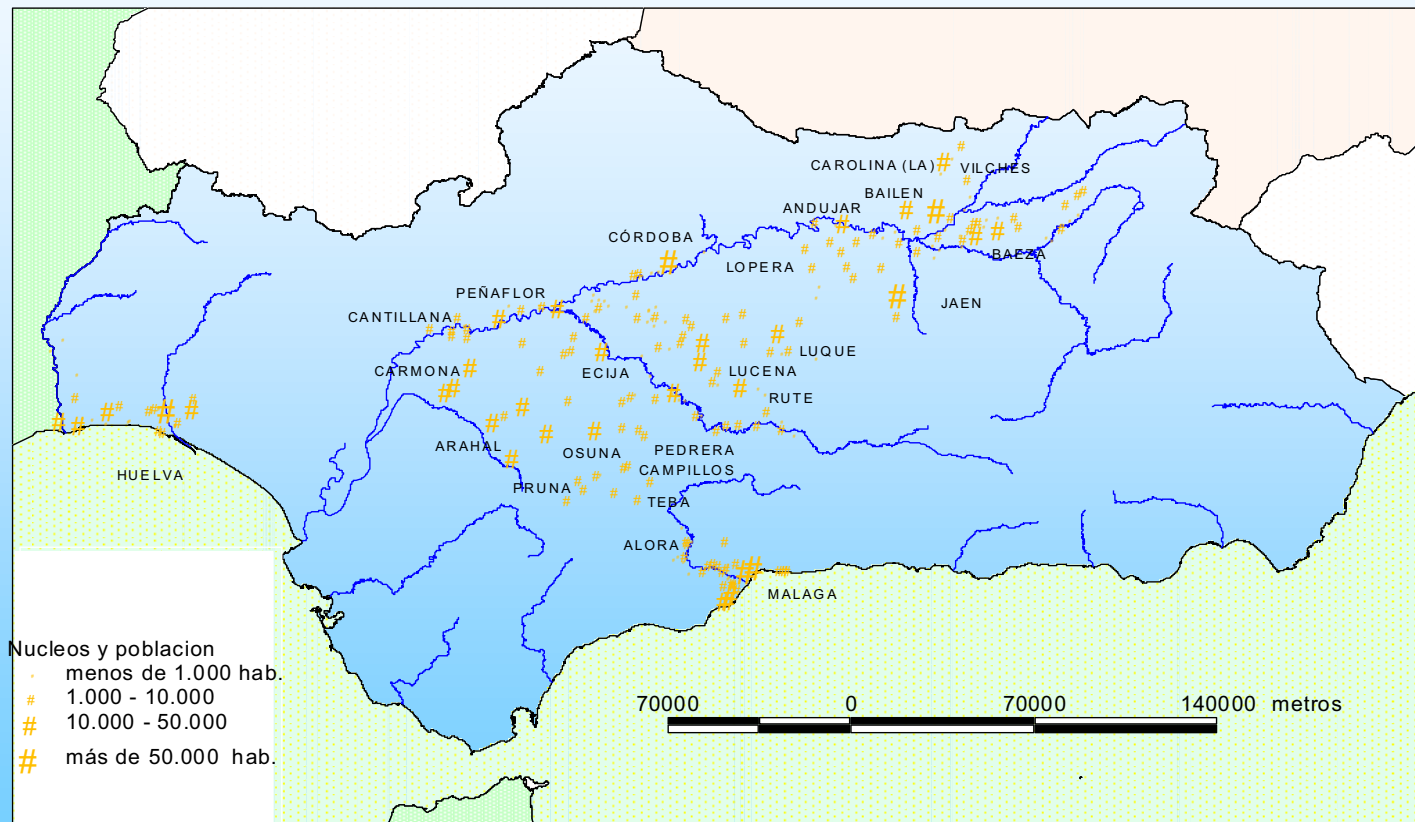 CAROLINA (LA)
VILCHES
BAILEN
ANDUJAR
CÓRDOBA
BAEZA
LOPERA
PEÑAFLOR
JAEN
CANTILLANA
LUQUE
CARMONA
ECIJA
LUCENA
RUTE
ARAHAL
OSUNA
PEDRERA
HUELVA
CAMPILLOS
PRUNA
TEBA
ALORA
MALAGA
Nucleos y poblacion
menos de 1.000 hab.
# 1.000 - 10.000
# 10.000 - 50.000
# más de 50.000 hab.
70000 0 70000 140000 metros